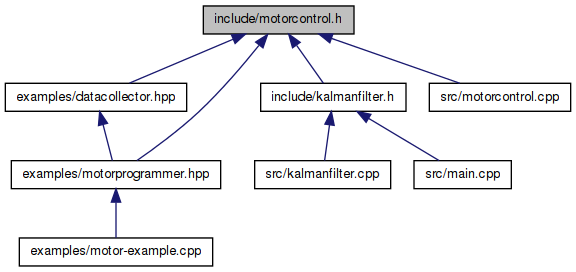 include/motorcontrol.h
examples/datacollector.hpp
include/kalmanfilter.h
src/motorcontrol.cpp
examples/motorprogrammer.hpp
src/kalmanfilter.cpp
src/main.cpp
examples/motor-example.cpp